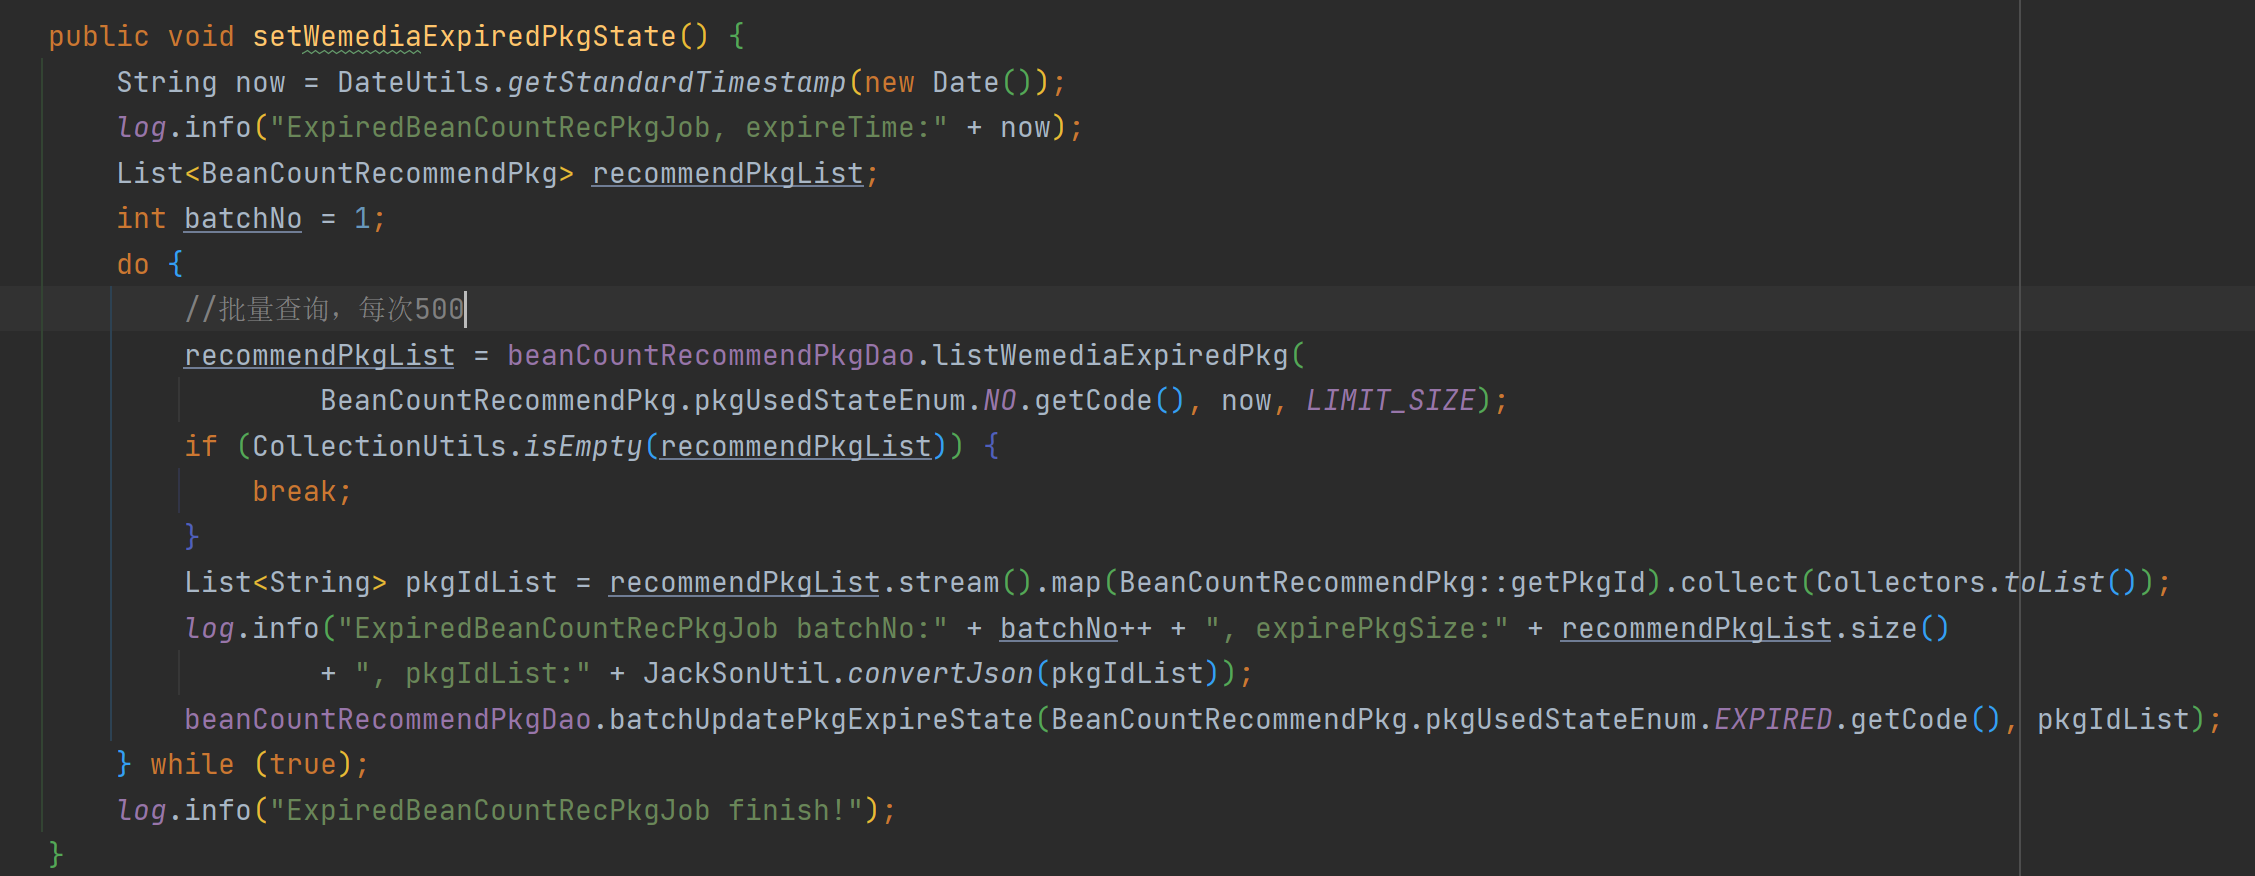 public void setWemediaExpiredPkgState() {
String now = DateUtils.getStandardTimestamp(new Date());
log.info("ExpiredBeanCountRecPkgJob, expireTime:" + now);
List<BeanCountRecommendPkg> recommendPkgList;
int batchNo = 1;
do {
//批量查询，每次500
recommendPkgList = beanCountRecommendPkgDao.listWemediaExpiredPkg(
BeanCountRecommendPkg.pkgUsedStateEnum.NO.getCode(), now, LIMIT_SIZE);
if (CollectionUtils.isEmpty(recommendPkgList)) {
break;
}
List<String> pkgIdList = recommendPkgList.stream().map(BeanCountRecommendPkg::getPkgId).collect(Collectors.toList());
log.info("ExpiredBeanCountRecPkgJob batchNo:" + batchNo++ + ", expirePkgSize:" + recommendPkgList.size()
+ ", pkgIdList:" + JackSonUtil.convertJson(pkgIdList));
beanCountRecommendPkgDao.batchUpdatePkgExpireState(BeanCountRecommendPkg.pkgUsedStateEnum.EXPIRED.getCode(), pkgIdList);
} while (true);
log.info("ExpiredBeanCountRecPkgJob finish!");
}